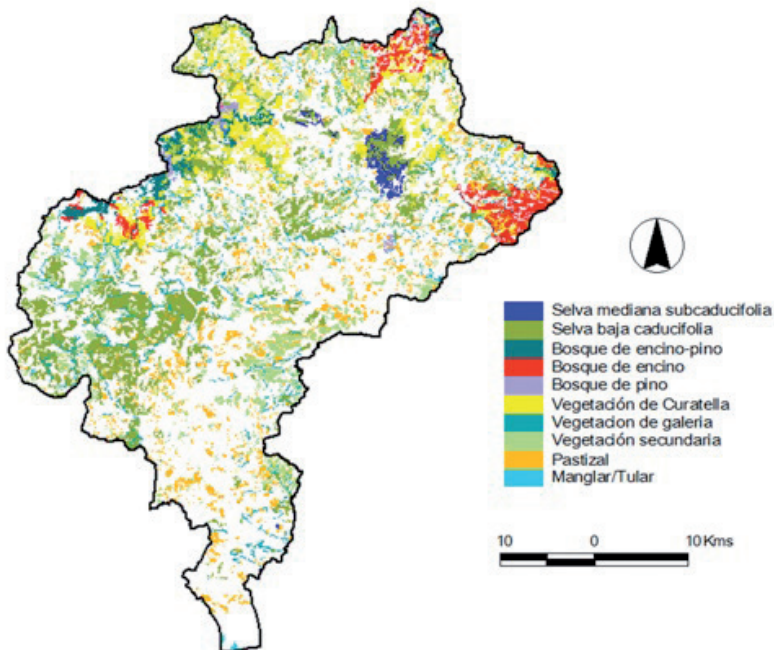 Selva mediana subcaducifolia
Selva baja caducifolia
Bosque de encino-pino
Bosque de encino
Bosque de pino
Vegetación de Curatella
Vegetacion de galeria
Vegetación secundaria
Pastizal
Manglar/Tular
10 0 10 Kms